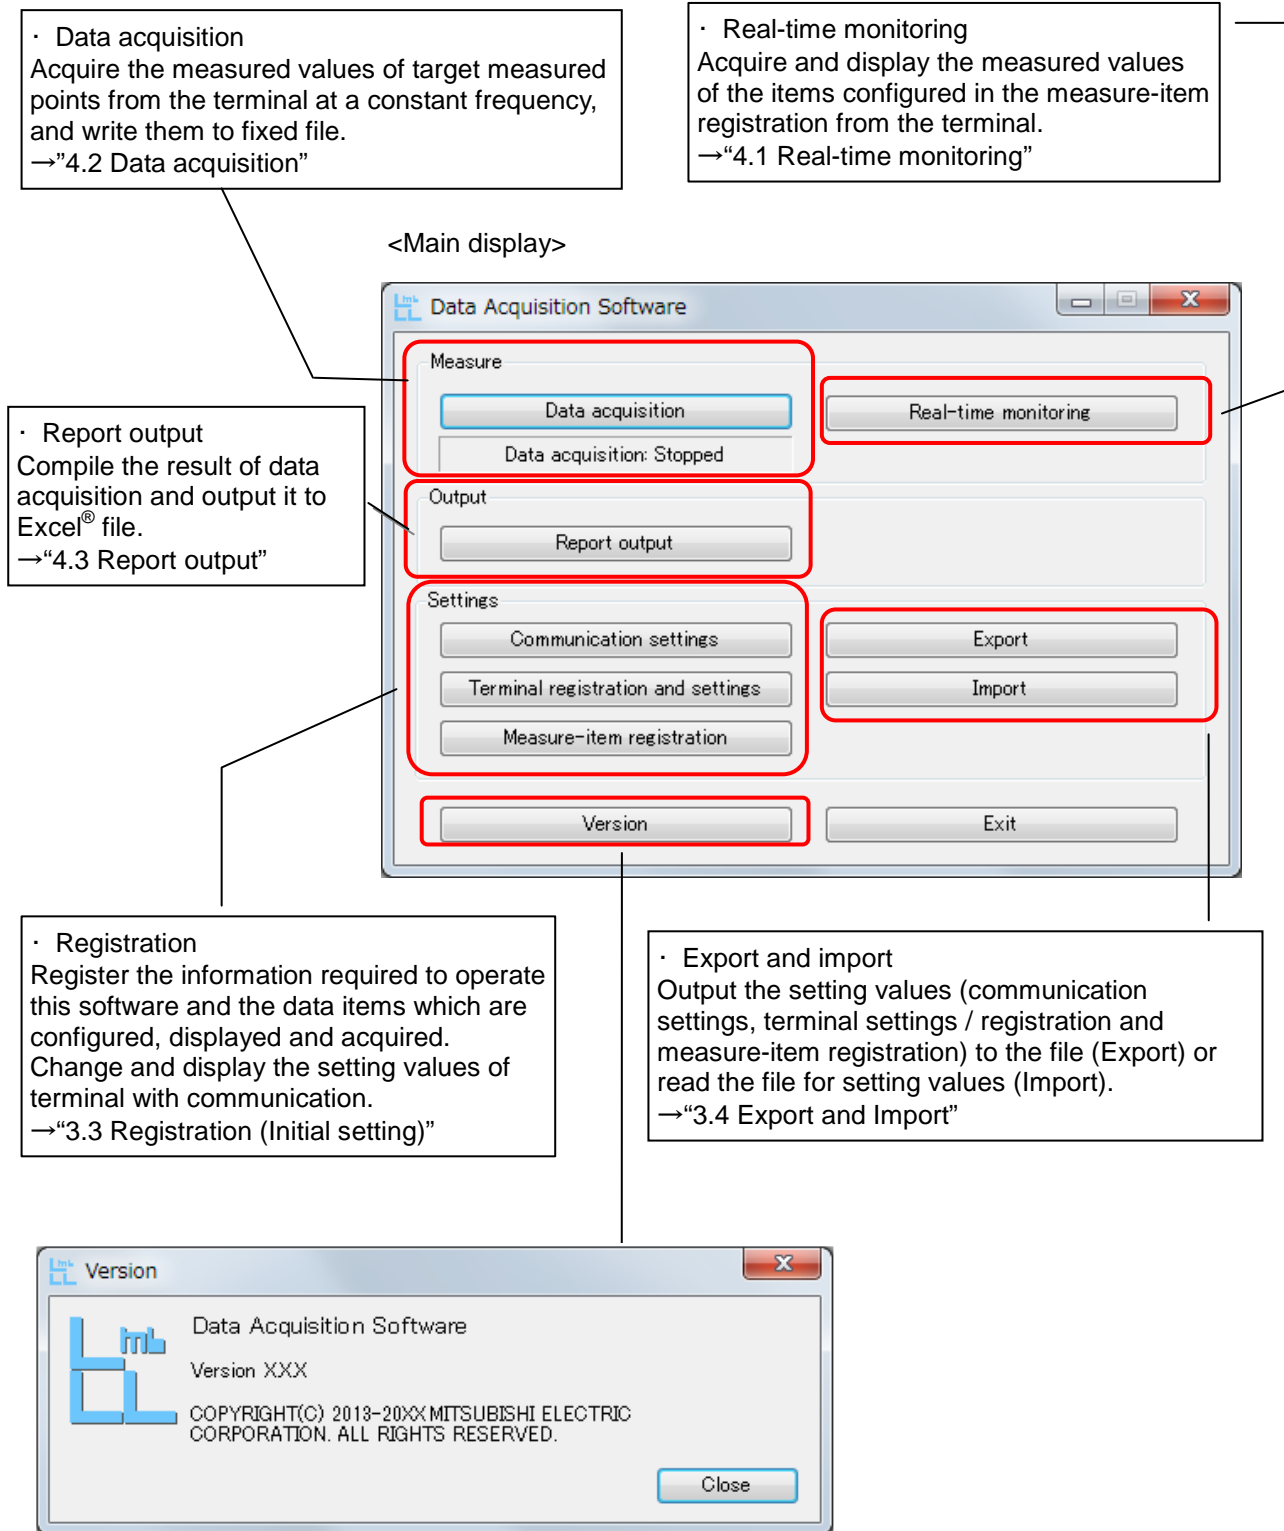 · Data acquisition
Acquire the measured values of target measured
points from the terminal at a constant frequency,
and write them to fixed file.
→"4.2 Data acquisition”
· Real-time monitoring
Acquire and display the measured values
of the items configured in the measure-item
registration from the terminal.
→“4.1 Real-time monitoring”
<Main display>
Data Acquisition Software
Measure
Data acquisition
Real-time monitoring
Data acquisition: Stopped
· Report output
Compile the result of data
acquisition and output it to
Excel® file.
→“4.3 Report output”
Output
Report output
Settings
Communication settings
Export
Terminal registration and settings
Import
Measure-item registration
Version
Exit
· Registration
Register the information required to operate
this software and the data items which are
configured, displayed and acquired.
Change and display the setting values of
terminal with communication.
→“3.3 Registration (Initial setting)”
· Export and import
Output the setting values (communication
settings, terminal settings / registration and
measure-item registration) to the file (Export) or
read the file for setting values (Import).
→“3.4 Export and Import”
Version
Data Acquisition Software
Version XXX
COPYRIGHT(C) 2013-20XX MITSUBISHI ELECTRIC
CORPORATION. ALL RIGHTS RESERVED.
Close